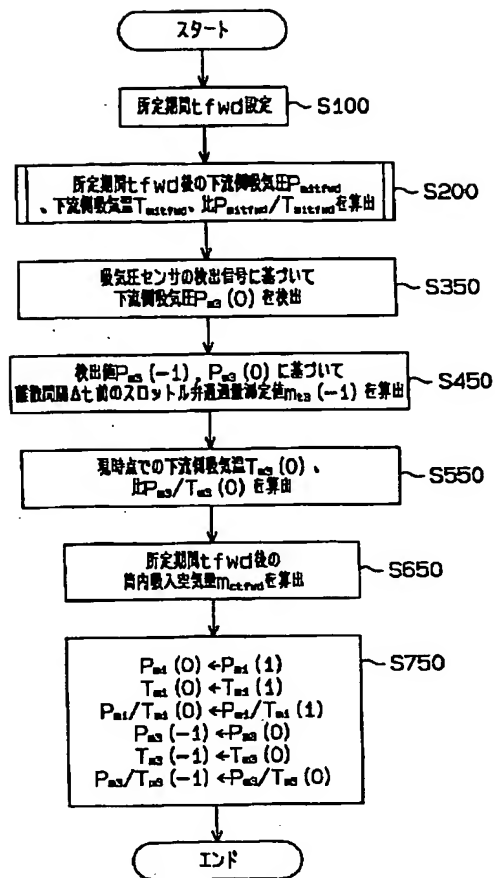 スタート
所定期間tfwd設定
S100
所定期間tfwd後の下流側吸気圧Pmitfwd
、下流側吸気温Tmitfwd、比Pmitfwd/Tmitfwdを算出
S200
吸気圧センサの検出信号に基づいて
下流側吸気圧Pm3(0)を検出
S350
検出値Pm3(-1), Pm3(0)に基づいて
離散間隔Δt前のスロットル弁通過量測定値mt3(-1)を算出
S450
現時点での下流側吸気温Tm3(0)、
比Pm3/Tm3(0)を算出
S550
所定期間tfwd後の
筒内吸入空気量mctfwdを算出
S650
Pm1(0)←Pm1(1)
Tm1(0)←Tm1(1)
Pm1/Tm1(0)←Pm1/Tm1(1)
Pm3(-1)←Pm3(0)
Tm3(-1)←Tm3(0)
Pm3/Tm3(-1)←Pm3/Tm3(0)
S750
エンド